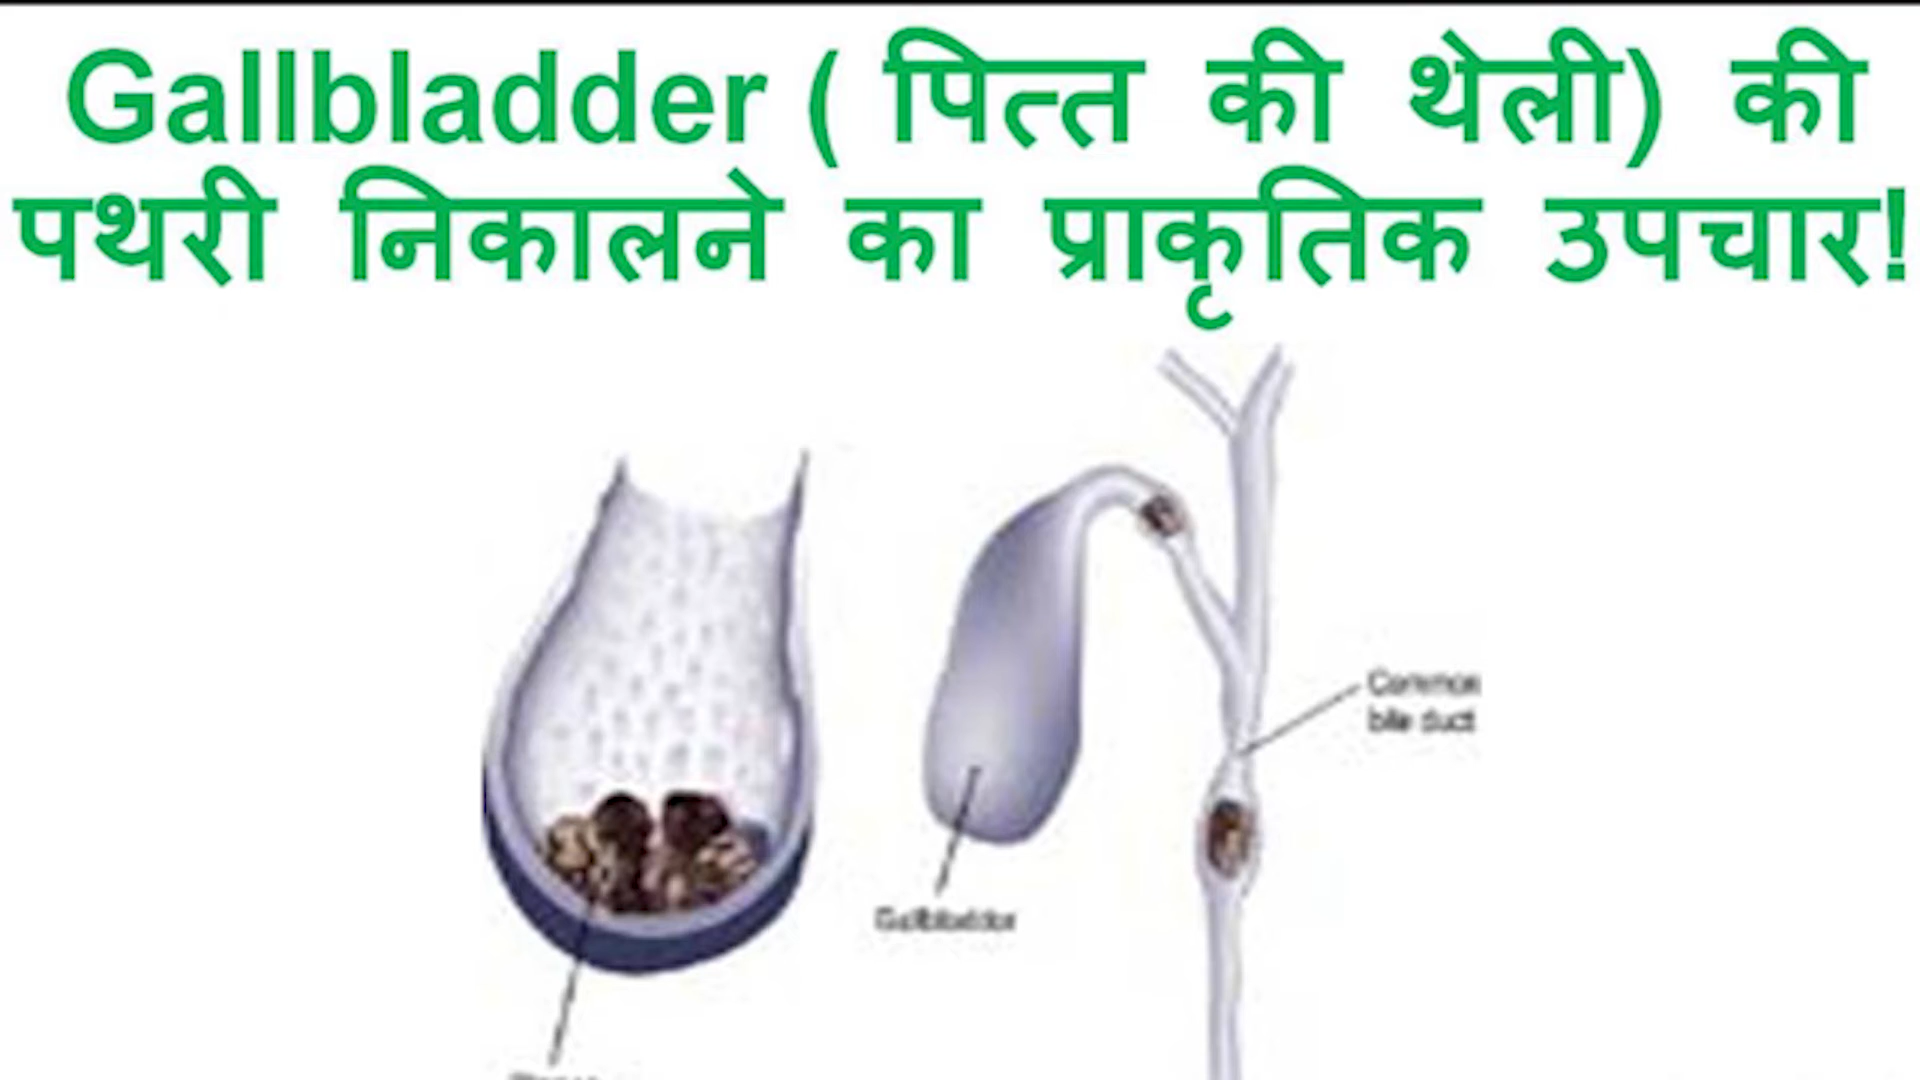 Gallbladder ( पित्त की थेली) की
पथरी निकालने का प्राकृतिक उपचार!
Common
bile duct
Gallbladder